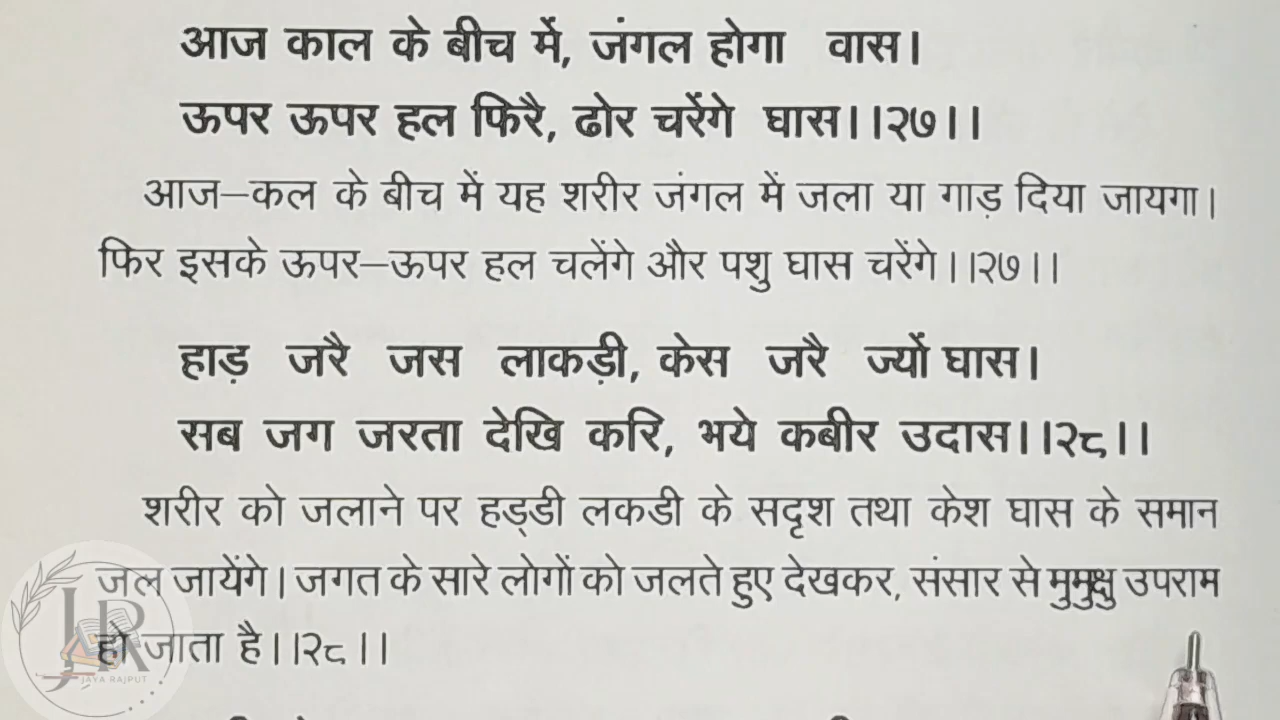 आज काल के बीच में, जंगल होगा वास।
ऊपर ऊपर हल फिरै, ढोर चरेंगे घास।।२७।।
आज–कल के बीच में यह शरीर जंगल में जला या गाड़ दिया जायगा।
फिर इसके ऊपर–ऊपर हल चलेंगे और पशु घास चरेंगे।।२७।।
हाड़ जरै जस लाकड़ी, केस जरै ज्यों घास।
सब जग जरता देखि करि, भये कबीर उदास।।२८।।
शरीर को जलाने पर हड्डी लकडी के सदृश तथा केश घास के समान
जल जायेंगे। जगत के सारे लोगों को जलते हुए देखकर, संसार से मुमुक्षु उपराम
हो जाता है।।२८।।
JR
JAYA RAJPUT